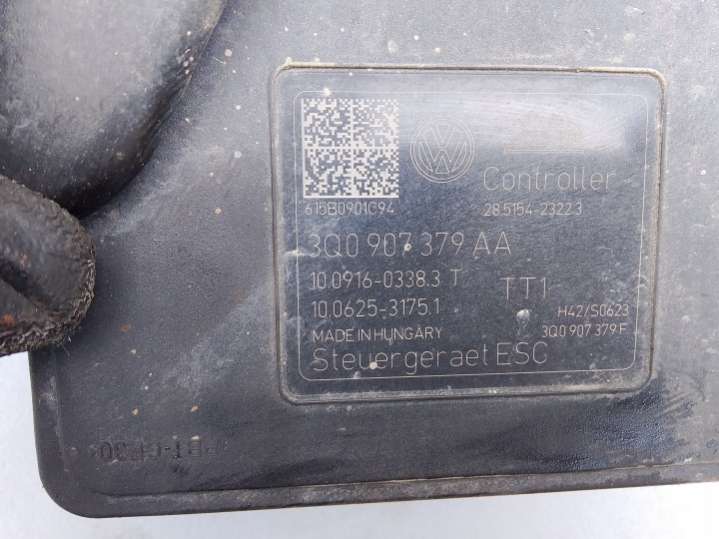 615B0901C94
Controller
28.5154-2322.3
3Q0 907 379 AA
10.0916-0338.3 T
10.0625-3175.1
TT1
H42/S0623
MADE IN HUNGARY
3Q0 907 379 F
Steuergeraet ESC